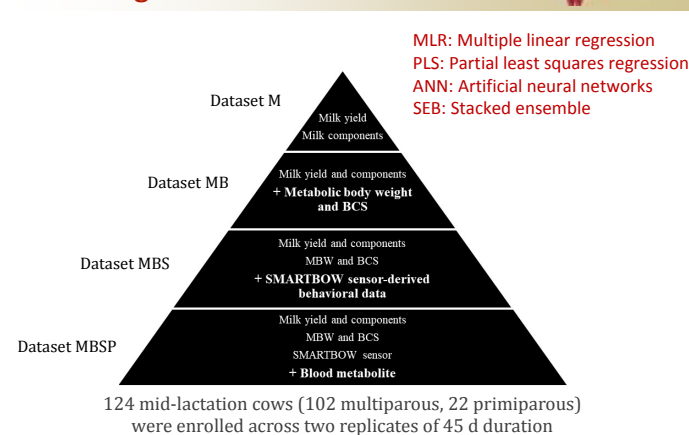 MLR: Multiple linear regression
PLS: Partial least squares regression
ANN: Artificial neural networks
SEB: Stacked ensemble
Dataset M
Milk yield
Milk components
Dataset MB
Milk yield and components
+ Metabolic body weight
and BCS
Dataset MBS
Milk yield and components
MBW and BCS
+ SMARTBOW sensor-derived
behavioral data
Dataset MBSP
Milk yield and components
MBW and BCS
SMARTBOW sensor
+ Blood metabolite
124 mid-lactation cows (102 multiparous, 22 primiparous)
were enrolled across two replicates of 45 d duration